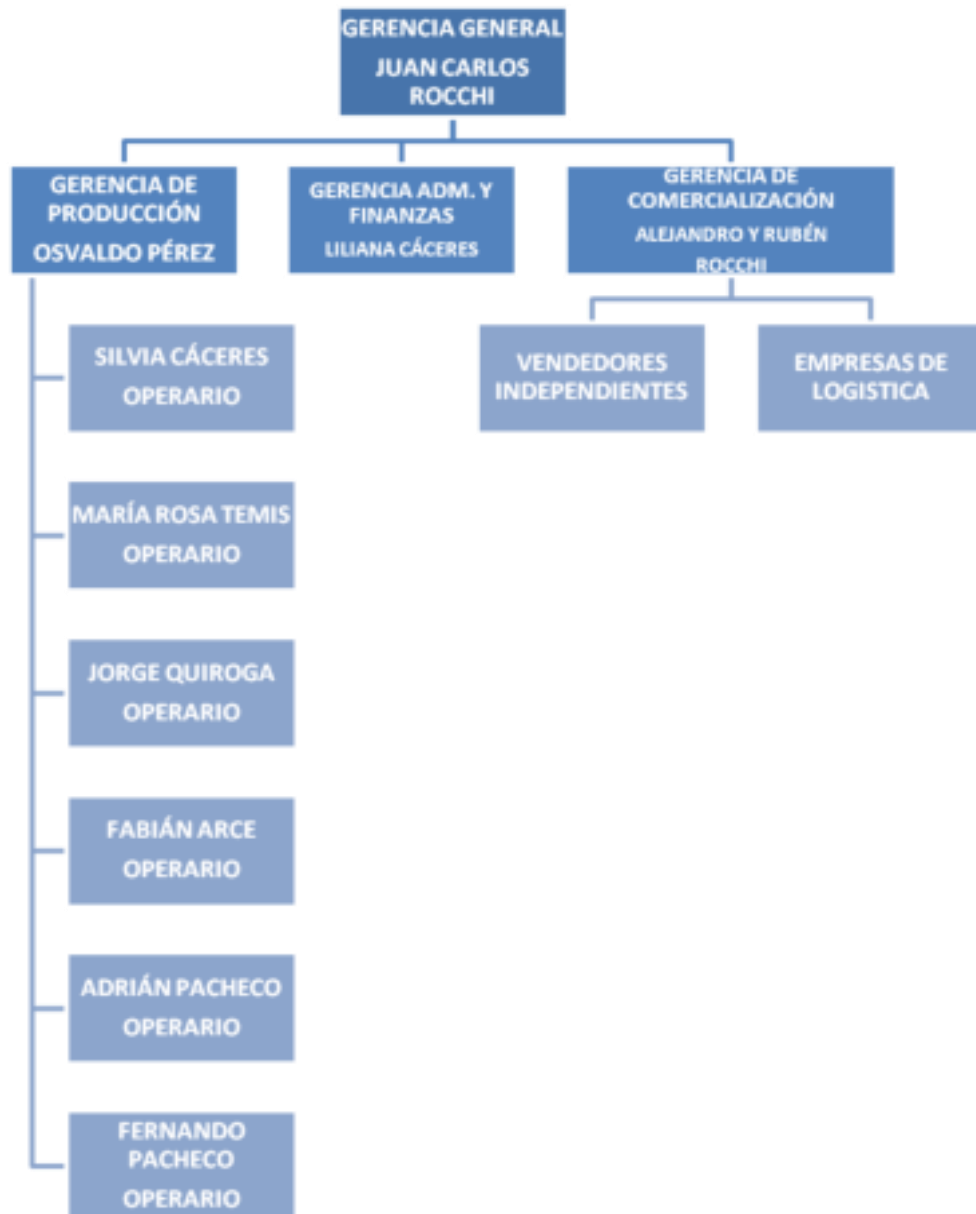 GERENCIA GENERAL
JUAN CARLOS
ROCCHI
GERENCIA DE
PRODUCCIÓN
OSVALDO PÉREZ
GERENCIA ADM. Y
FINANZAS
LILIANA CÁCERES
GERENCIA DE
COMERCIALIZACIÓN
ALEJANDRO Y RUBÉN
ROCCHI
SILVIA CÁCERES
OPERARIO
VENDEDORES
INDEPENDIENTES
EMPRESAS DE
LOGISTICA
MARÍA ROSA TEMIS
OPERARIO
JORGE QUIROGA
OPERARIO
FABIÁN ARCE
OPERARIO
ADRIÁN PACHECO
OPERARIO
FERNANDO
PACHECO
OPERARIO